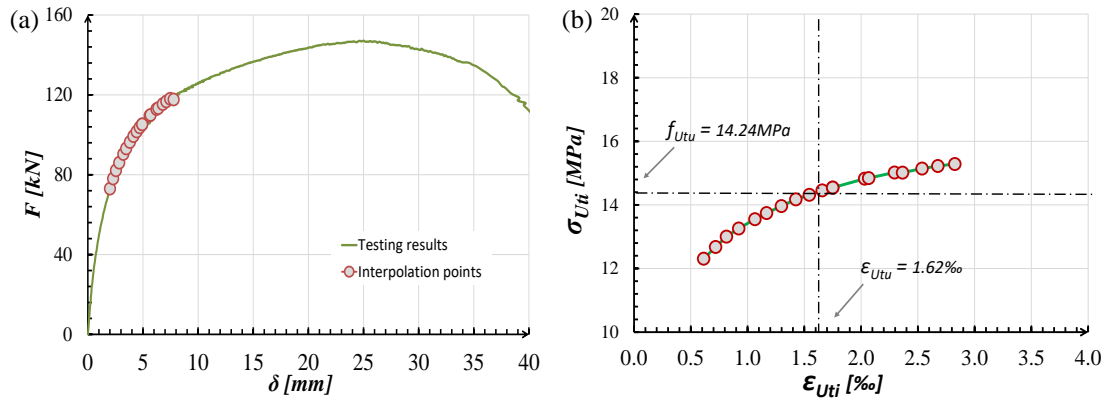 (a)
160
120
80
40
0
F [kN]
Testing results
Interpolation points
0 5 10 15 20 25 30 35 40
δ [mm]
(b)
20
18
16
14
12
10
σUti [MPa]
fUtu = 14.24MPa
εUtu = 1.62‰
0.0 0.5 1.0 1.5 2.0 2.5 3.0 3.5 4.0
εUti [‰]